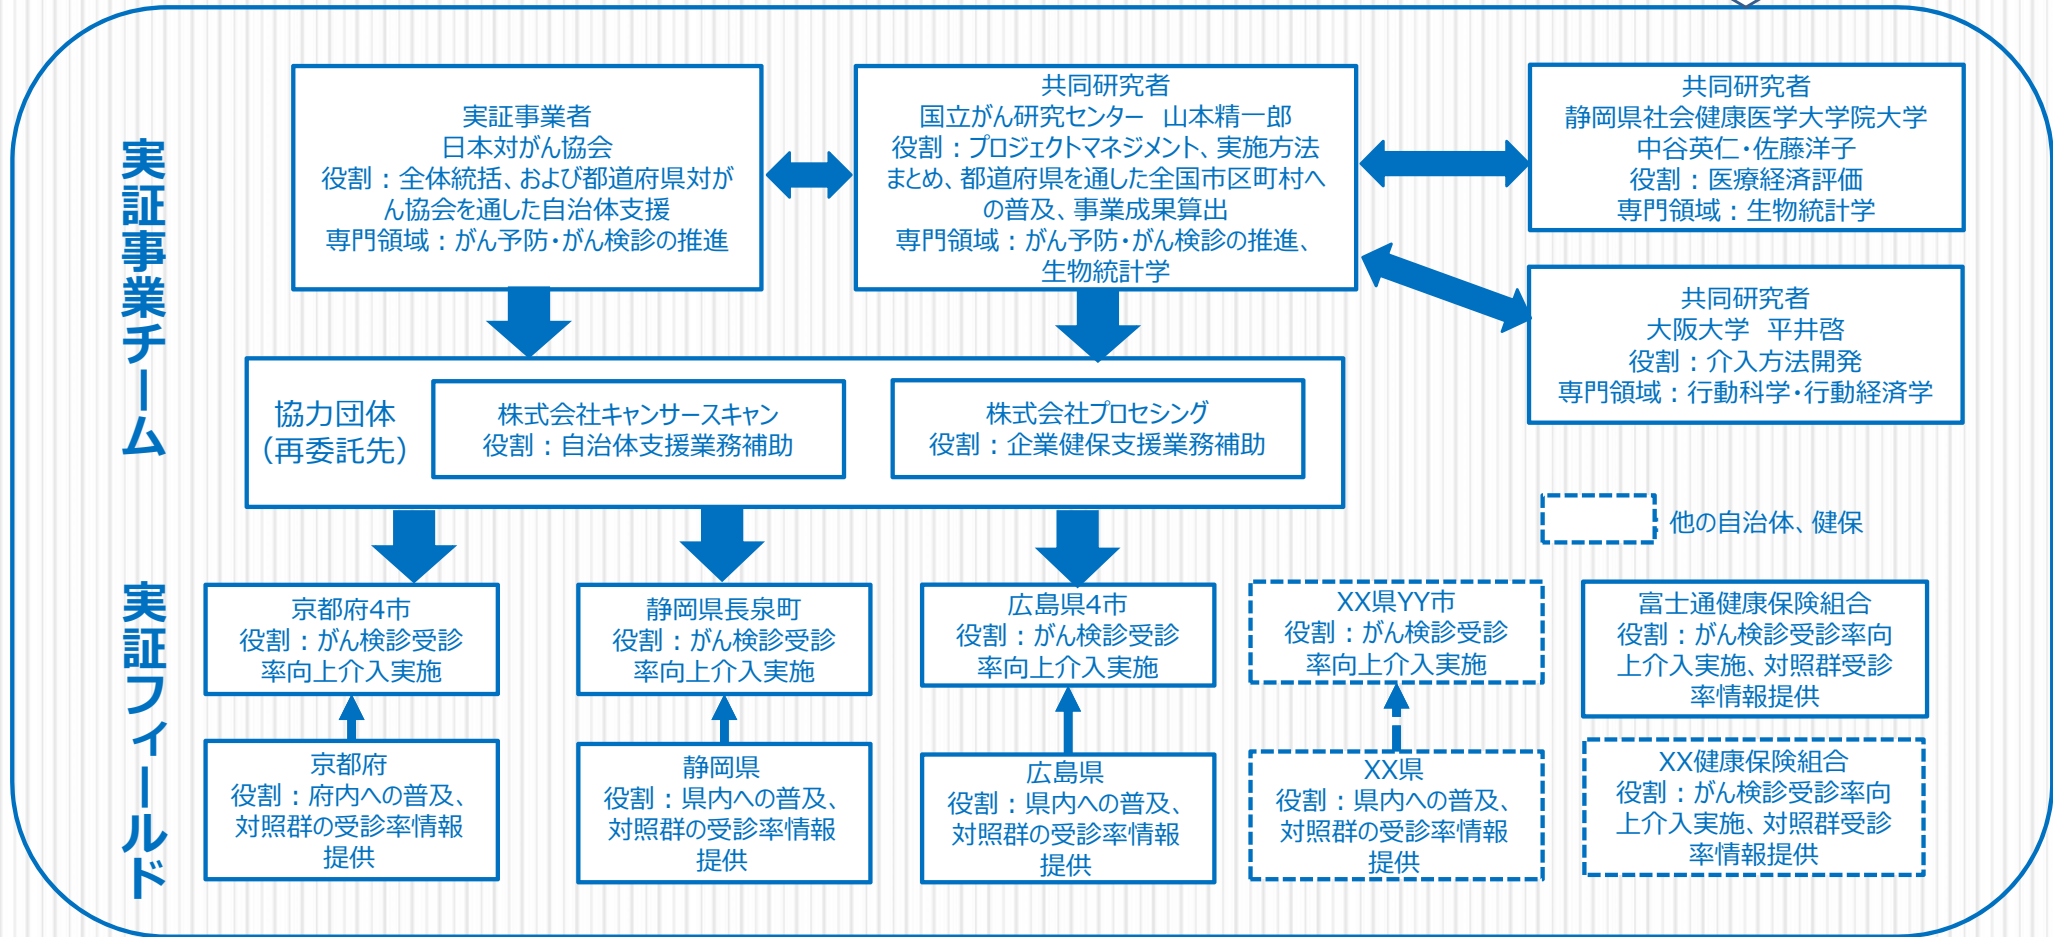 実証事業チーム
実証事業者
日本対がん協会
役割：全体統括、および都道府県対が
ん協会を通した自治体支援
専門領域：がん予防・がん検診の推進
共同研究者
国立がん研究センター　山本精一郎
役割：プロジェクトマネジメント、実施方法
まとめ、都道府県を通した全国市区町村へ
の普及、事業成果算出
専門領域：がん予防・がん検診の推進、
生物統計学
共同研究者
静岡県社会健康医学大学院大学
中谷英仁・佐藤洋子
役割：医療経済評価
専門領域：生物統計学
共同研究者
大阪大学　平井啓
役割：介入方法開発
専門領域：行動科学・行動経済学
協力団体
（再委託先）
株式会社キャンサースキャン
役割：自治体支援業務補助
株式会社プロセシング
役割：企業健保支援業務補助
他の自治体、健保
実証フィールド
京都府4市
役割：がん検診受診
率向上介入実施
静岡県長泉町
役割：がん検診受診
率向上介入実施
広島県4市
役割：がん検診受診
率向上介入実施
XX県YY市
役割：がん検診受診
率向上介入実施
富士通健康保険組合
役割：がん検診受診率向
上介入実施、対照群受診
率情報提供
京都府
役割：府内への普及、
対照群の受診率情報
提供
静岡県
役割：県内への普及、
対照群の受診率情報
提供
広島県
役割：県内への普及、
対照群の受診率情報
提供
XX県
役割：県内への普及、
対照群の受診率情報
提供
XX健康保険組合
役割：がん検診受診率向
上介入実施、対照群受診
率情報提供